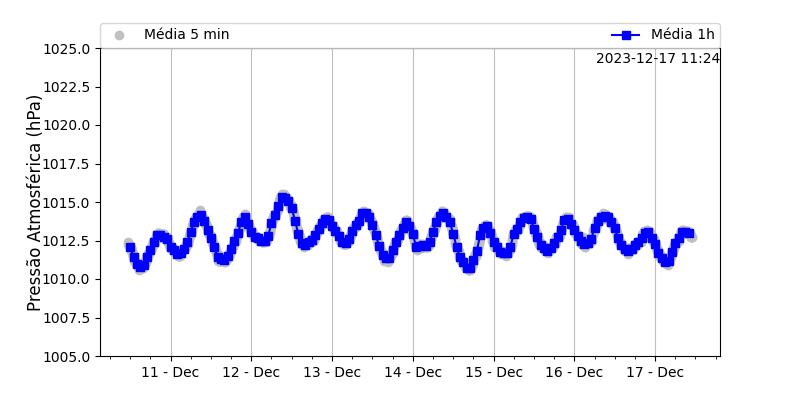 Média 5 min
Média 1h
2023-12-17 11:24
Pressão Atmosférica (hPa)
1025.0
1022.5
1020.0
1017.5
1015.0
1012.5
1010.0
1007.5
1005.0
11 - Dec
12 - Dec
13 - Dec
14 - Dec
15 - Dec
16 - Dec
17 - Dec